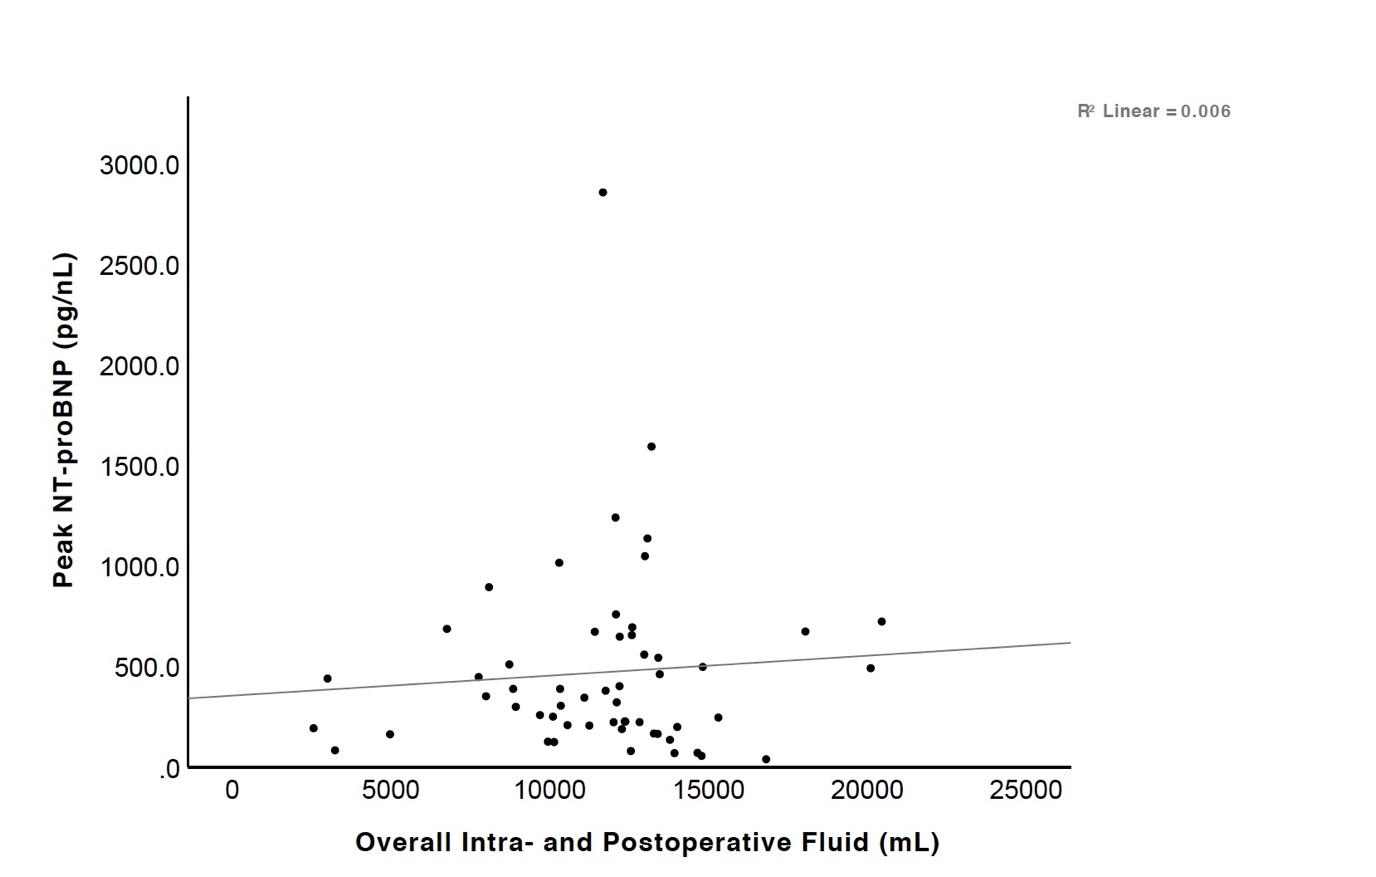 R² Linear = 0.006
3000.0
2500.0
2000.0
1500.0
1000.0
500.0
.0
Peak NT-proBNP (pg/nL)
0 5000 10000 15000 20000 25000
Overall Intra- and Postoperative Fluid (mL)